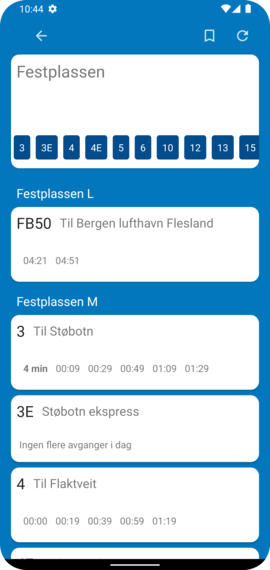 10:44
Festplassen
3 3E 4 4E 5 6 10 12 13 15
Festplassen L
FB50 Til Bergen lufthavn Flesland
04:21 04:51
Festplassen M
3 Til Støbotn
4 min 00:09 00:29 00:49 01:09 01:29
3E Støbotn ekspress
Ingen flere avganger i dag
4 Til Flaktveit
00:00 00:19 00:39 00:59 01:19